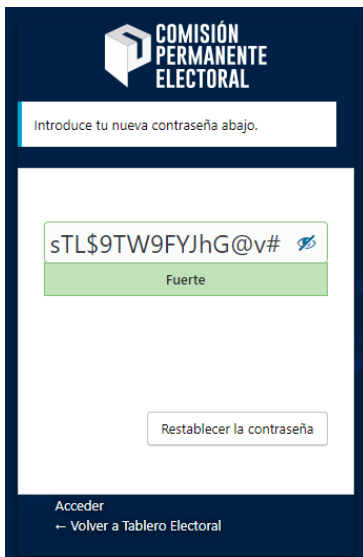 COMISIÓN
PERMANENTE
ELECTORAL
Introduce tu nueva contraseña abajo.
sTL$9TW9FYJhG@v#
Fuerte
Restablecer la contraseña
Acceder
← Volver a Tablero Electoral